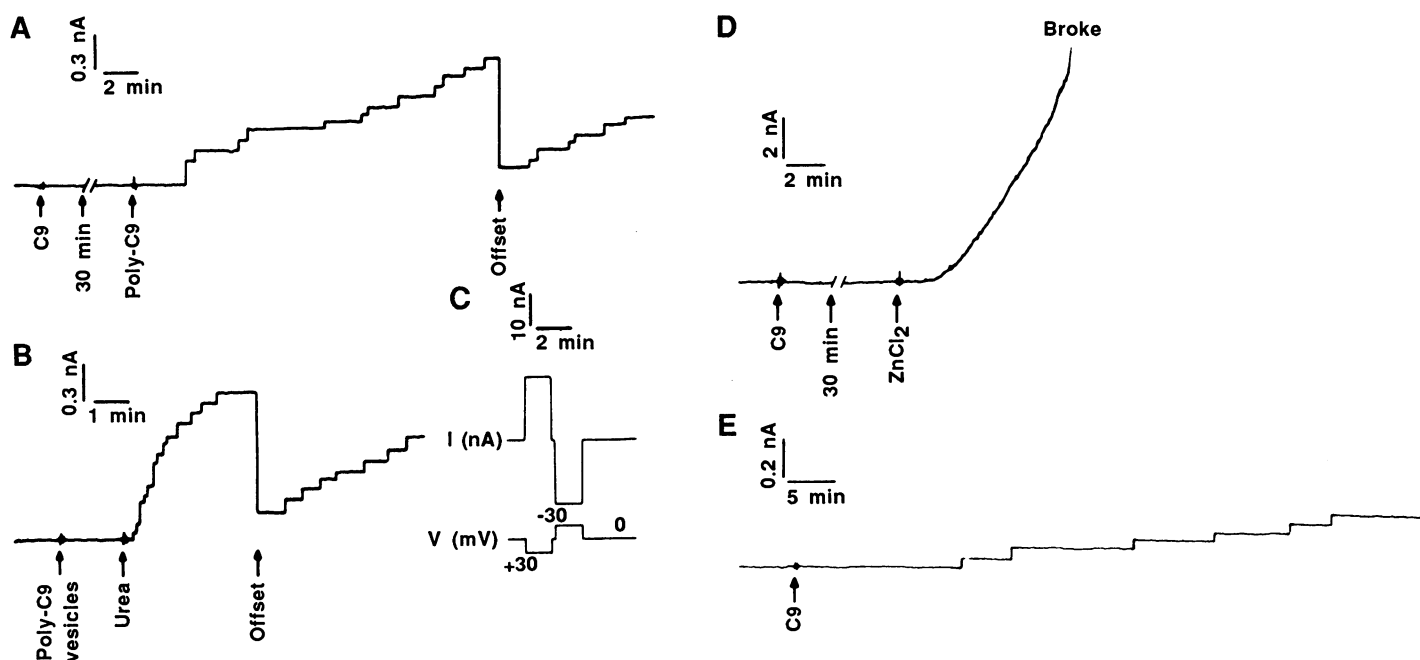 A
0.3 nA
2 min
C9
30 min
Poly-C9
Offset
B
0.3 nA
1 min
Poly-C9
vesicles
Urea
Offset
C
10 nA
2 min
I (nA)
-30
0
V (mV)
+30
D
Broke
2 nA
2 min
C9
30 min
ZnCl2
E
0.2 nA
5 min
C9